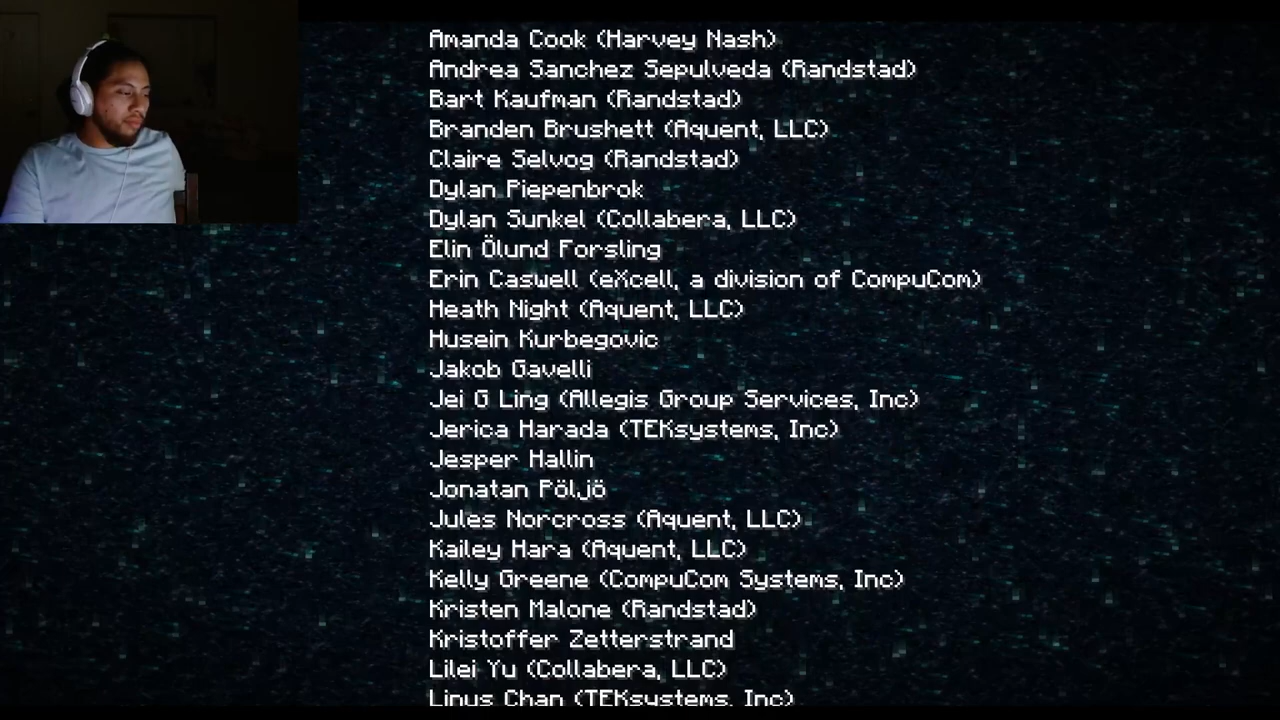 Amanda Cook (Harvey Nash)
Andrea Sanchez Sepulveda (Randstad)
Bart Kaufman (Randstad)
Branden Brushett (Aquent, LLC)
Claire Selvog (Randstad)
Dylan Piepenbrok
Dylan Sunkel (Collabera, LLC)
Elin Ölund Forsling
Erin Caswell (eXcell, a division of CompuCom)
Heath Night (Aquent, LLC)
Husein Kurbegovic
Jakob Gavelli
Jei G Ling (Allegis Group Services, Inc)
Jerica Harada (TEKsystems, Inc)
Jesper Hallin
Jonatan Pöljö
Jules Norcross (Aquent, LLC)
Kailey Hara (Aquent, LLC)
Kelly Greene (CompuCom Systems, Inc)
Kristen Malone (Randstad)
Kristoffer Zetterstrand
Lilei Yu (Collabera, LLC)
Linus Chan (TEKsystems, Inc)